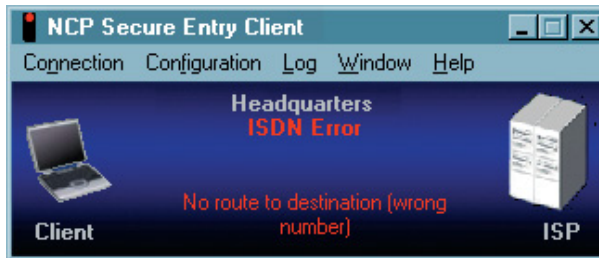 NCP Secure Entry Client
Connection Configuration Log Window Help
Headquarters
ISDN Error
No route to destination (wrong
number)
Client
ISP